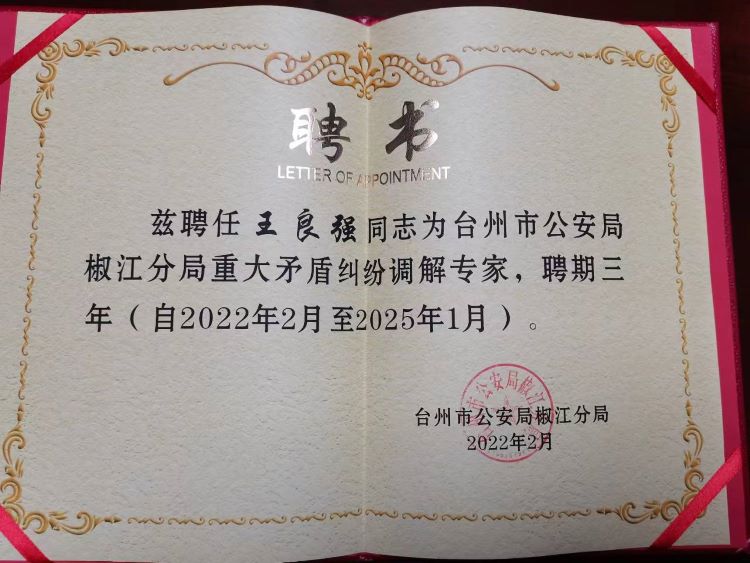 聘书
LETTER OF APPOINTMENT
兹聘任王良强同志为台州市公安局
椒江分局重大矛盾纠纷调解专家，聘期三
年（自2022年2月至2025年1月）。
台州市公安局椒江分局
2022年2月